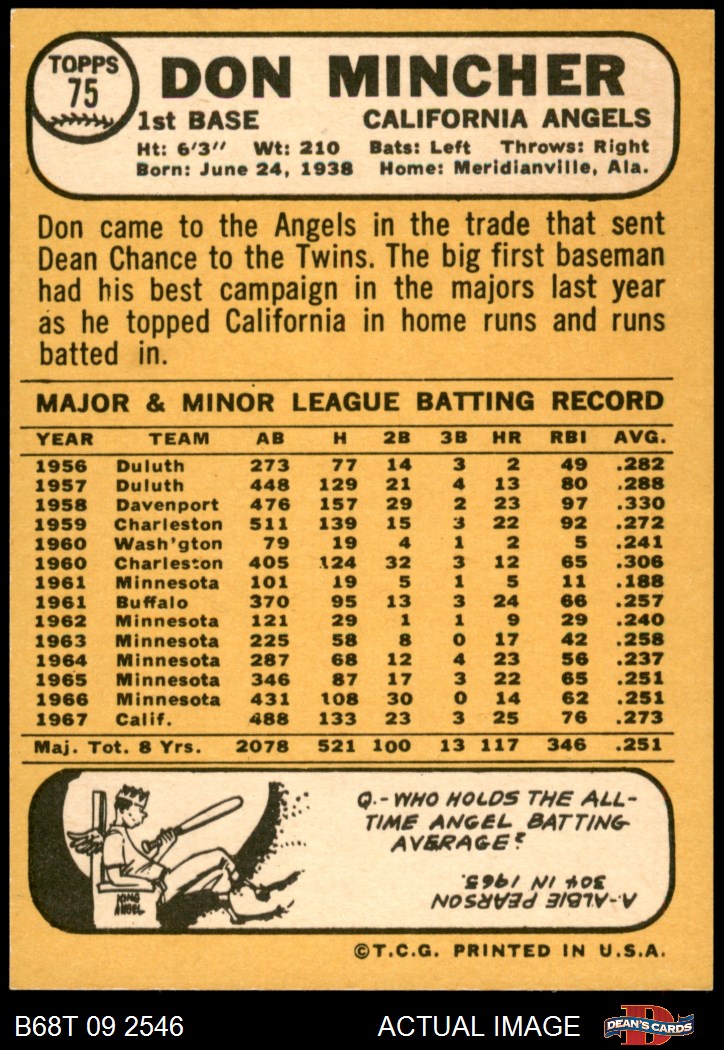 TOPPS
75
DON MINCHER
1st BASE CALIFORNIA ANGELS
Ht: 6'3" Wt: 210 Bats: Left Throws: Right
Born: June 24, 1938 Home: Meridianville, Ala.
Don came to the Angels in the trade that sent
Dean Chance to the Twins. The big first baseman
had his best campaign in the majors last year
as he topped California in home runs and runs
batted in.
MAJOR & MINOR LEAGUE BATTING RECORD
YEAR TEAM AB H 2B 3B HR RBI AVG.
1956 Duluth 273 77 14 3 2 49 .282
1957 Duluth 448 129 21 4 13 80 .288
1958 Davenport 476 157 29 2 23 97 .330
1959 Charleston 511 139 15 3 22 92 .272
1960 Wash'gton 79 19 4 1 2 5 .241
1960 Charleston 405 124 32 3 12 65 .306
1961 Minnesota 101 19 5 1 5 11 .188
1961 Buffalo 370 95 13 3 24 66 .257
1962 Minnesota 121 29 1 1 9 29 .240
1963 Minnesota 225 58 8 0 17 42 .258
1964 Minnesota 287 68 12 4 23 56 .237
1965 Minnesota 346 87 17 3 22 65 .251
1966 Minnesota 431 108 30 0 14 62 .251
1967 Calif. 488 133 23 3 25 76 .273
Maj. Tot. 8 Yrs. 2078 521 100 13 117 346 .251
KING
ANGEL
Q.-WHO HOLDS THE ALL-
TIME ANGEL BATTING
AVERAGE?
A-ALBIE PEARSON
304 IN 1965.
©T.C.G. PRINTED IN U.S.A.
B68T 09 2546 ACTUAL IMAGE
D
DEAN'S CARDS